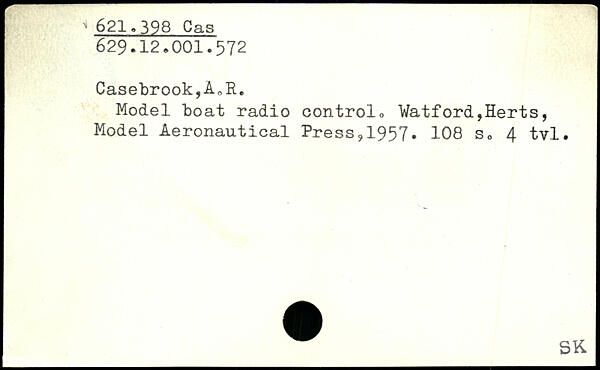 621.398 Cas
629.12.001.572
Casebrook,A.R.
Model boat radio control. Watford,Herts,
Model Aeronautical Press,1957. 108 s. 4 tvl.
SK